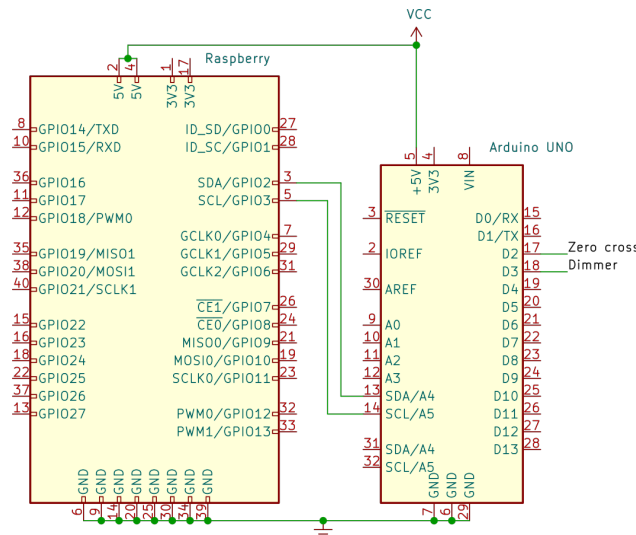 VCC
Raspberry
2 4 1 17
5V 5V 3V3 3V3
8 GPIO14/TXD ID_SD/GPIO0 27
10 GPIO15/RXD ID_SC/GPIO1 28
36 GPIO16 SDA/GPIO2 3
11 GPIO17 SCL/GPIO3 5
12 GPIO18/PWM0
GCLK0/GPIO4 7
35 GPIO19/MISO1 GCLK1/GPIO5 29
38 GPIO20/MOSI1 GCLK2/GPIO6 31
40 GPIO21/SCLK1
CE1/GPIO7 26
15 GPIO22 CE0/GPIO8 24
16 GPIO23 MISO0/GPIO9 21
18 GPIO24 MOSI0/GPIO10 19
22 GPIO25 SCLK0/GPIO11 23
37 GPIO26
13 GPIO27 PWM0/GPIO12 32
PWM1/GPIO13 33
GND GND GND GND GND GND GND GND
6 9 14 20 25 30 34 39
Arduino UNO
5 4 8
+5V 3V3 VIN
3 RESET D0/RX 15
D1/TX 16
2 IOREF D2 17 Zero cross
D3 18 Dimmer
30 AREF D4 19
D5 20
9 A0 D6 21
10 A1 D7 22
11 A2 D8 23
12 A3 D9 24
13 SDA/A4 D10 25
14 SCL/A5 D11 26
D12 27
31 SDA/A4 D13 28
32 SCL/A5
GND GND GND
7 6 29